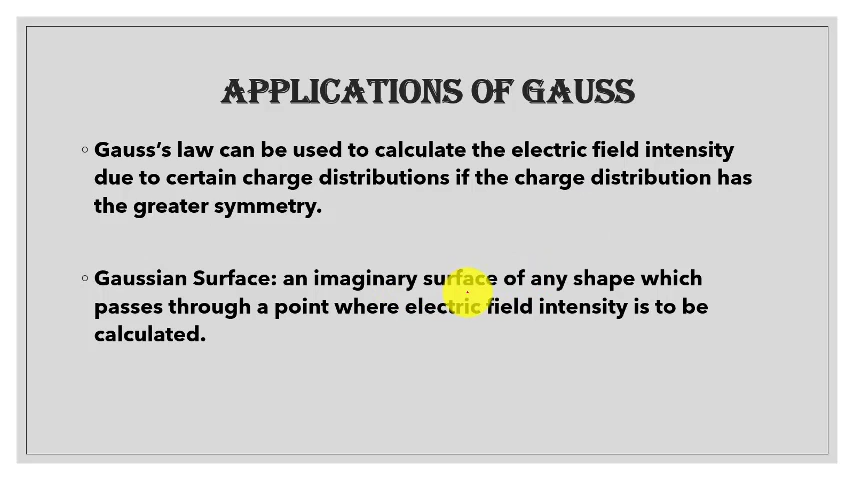 APPLICATIONS OF GAUSS
◦ Gauss's law can be used to calculate the electric field intensity
due to certain charge distributions if the charge distribution has
the greater symmetry.
◦ Gaussian Surface: an imaginary surface of any shape which
passes through a point where electric field intensity is to be
calculated.